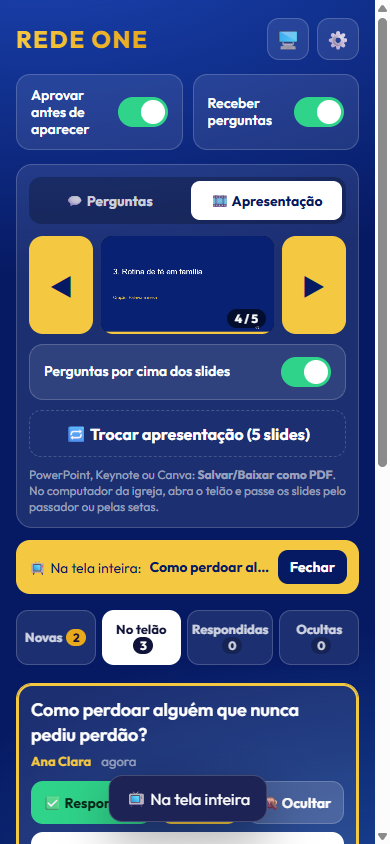 REDE ONE
Aprovar
antes de
aparecer
Receber
perguntas
Perguntas
Apresentação
3. Rotina de fé em família
4/5
Perguntas por cima dos slides
Trocar apresentação (5 slides)
PowerPoint, Keynote ou Canva: Salvar/Baixar como PDF.
No computador da igreja, abra o telão e passe os slides pelo
passador ou pelas setas.
Na tela inteira: Como perdoar al... Fechar
Novas 2
No telão
3
Respondidas
0
Ocultas
0
Como perdoar alguém que nunca
pediu perdão?
Ana Clara agora
Respon
Ocultar
Na tela inteira